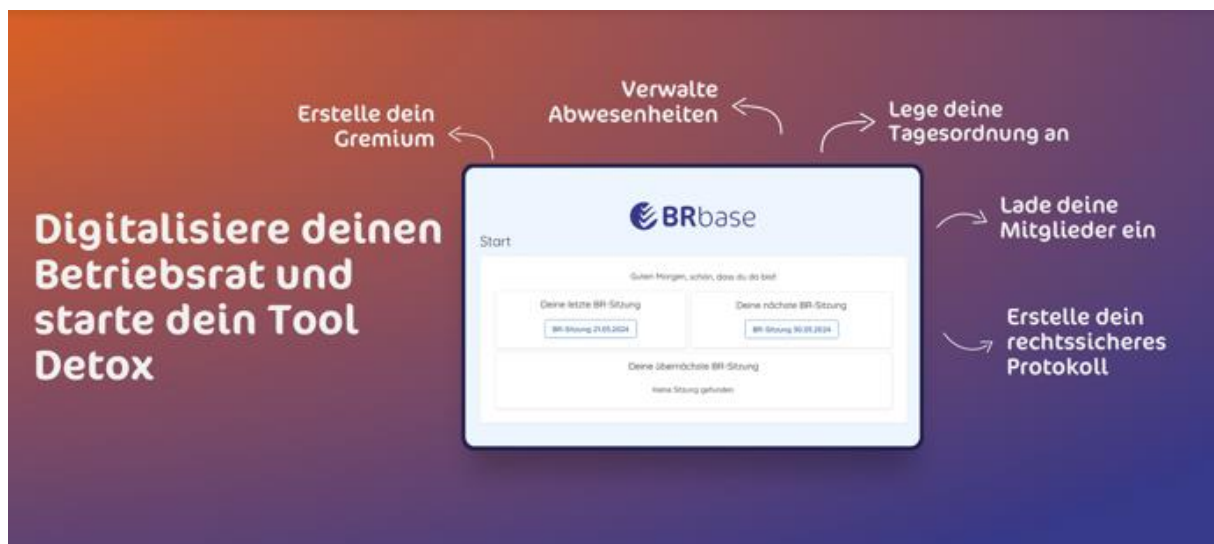 Verwalte
Abwesenheiten
Erstelle dein
Gremium
Lege deine
Tagesordnung an
Digitalisiere deinen
Betriebsrat und
starte dein Tool
Detox
BRbase
Start
Guten Morgen, schön, dass du da bist!
Deine letzte BR-Sitzung
Deine nächste BR-Sitzung
BR-Sitzung 21.05.2024
BR-Sitzung 30.05.2024
Deine übernächste BR-Sitzung
Keine Sitzung gefunden
Lade deine
Mitglieder ein
Erstelle dein
rechtssicheres
Protokoll